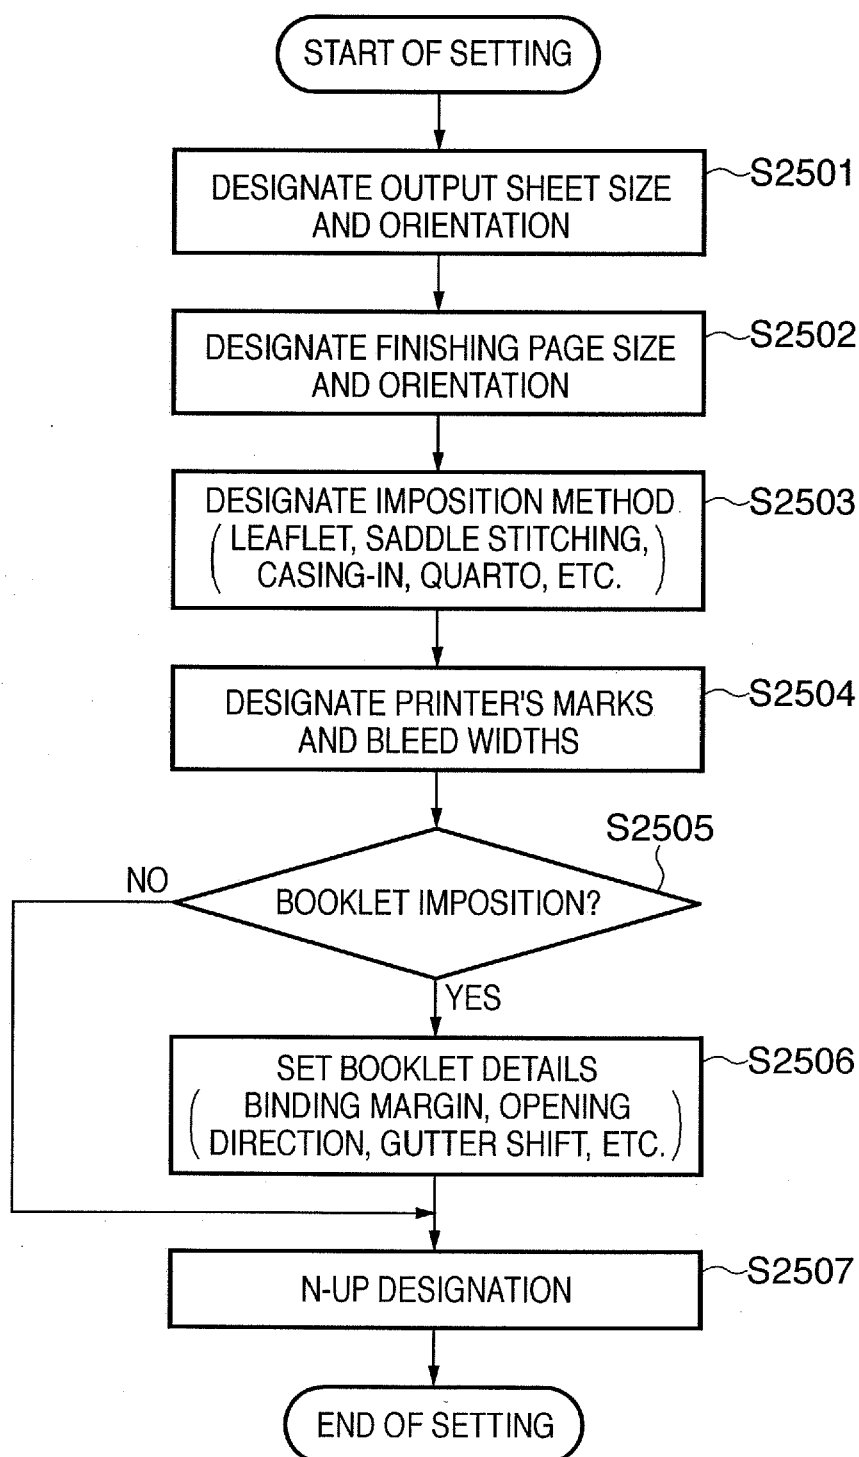 START OF SETTING
S2501
DESIGNATE OUTPUT SHEET SIZE
AND ORIENTATION
S2502
DESIGNATE FINISHING PAGE SIZE
AND ORIENTATION
S2503
DESIGNATE IMPOSITION METHOD
(LEAFLET, SADDLE STITCHING,
CASING-IN, QUARTO, ETC.)
S2504
DESIGNATE PRINTER'S MARKS
AND BLEED WIDTHS
S2505
NO
BOOKLET IMPOSITION?
YES
S2506
SET BOOKLET DETAILS
(BINDING MARGIN, OPENING
DIRECTION, GUTTER SHIFT, ETC.)
S2507
N-UP DESIGNATION
END OF SETTING